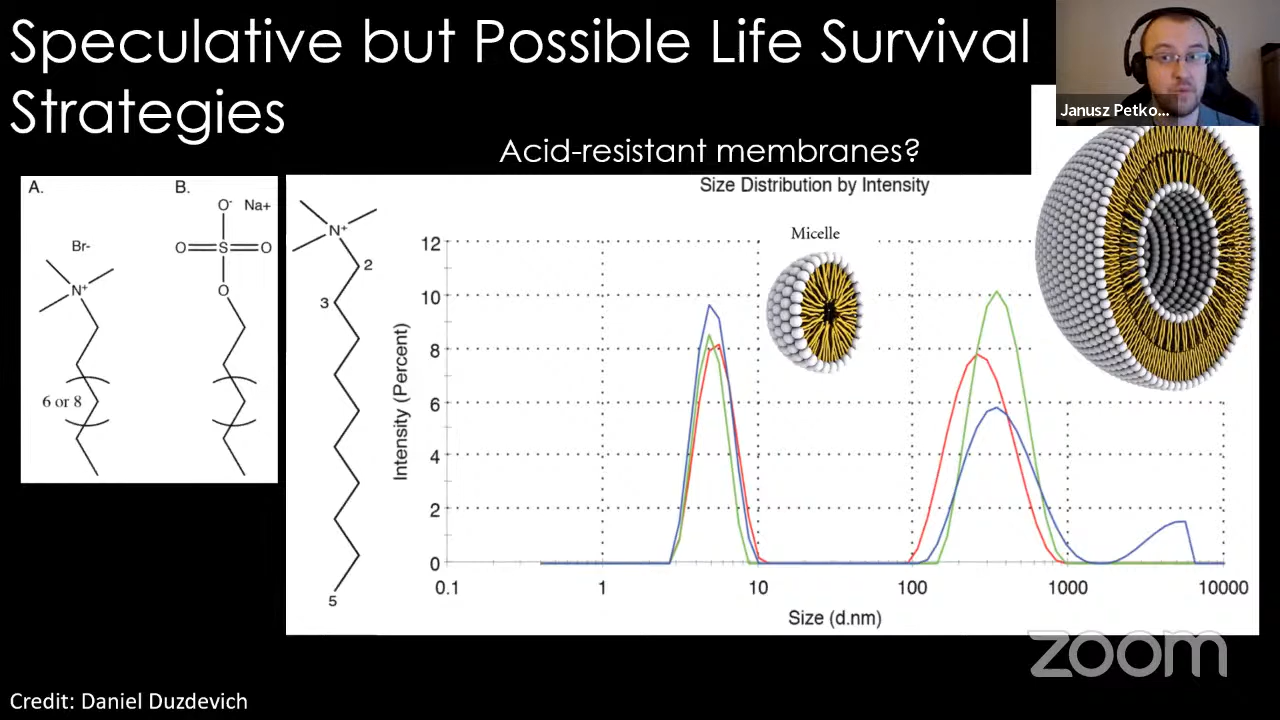 Speculative but Possible Life Survival
Strategies
Janusz Petko...
Acid-resistant membranes?
A.
B.
O- Na+
O S O
Br-
O
N+
6 or 8
N+
2
3
5
Size Distribution by Intensity
Micelle
Intensity (Percent)
12
10
8
6
4
2
0
0.1 1 10 100 1000 10000
Size (d.nm)
zoom
Credit: Daniel Duzdevich